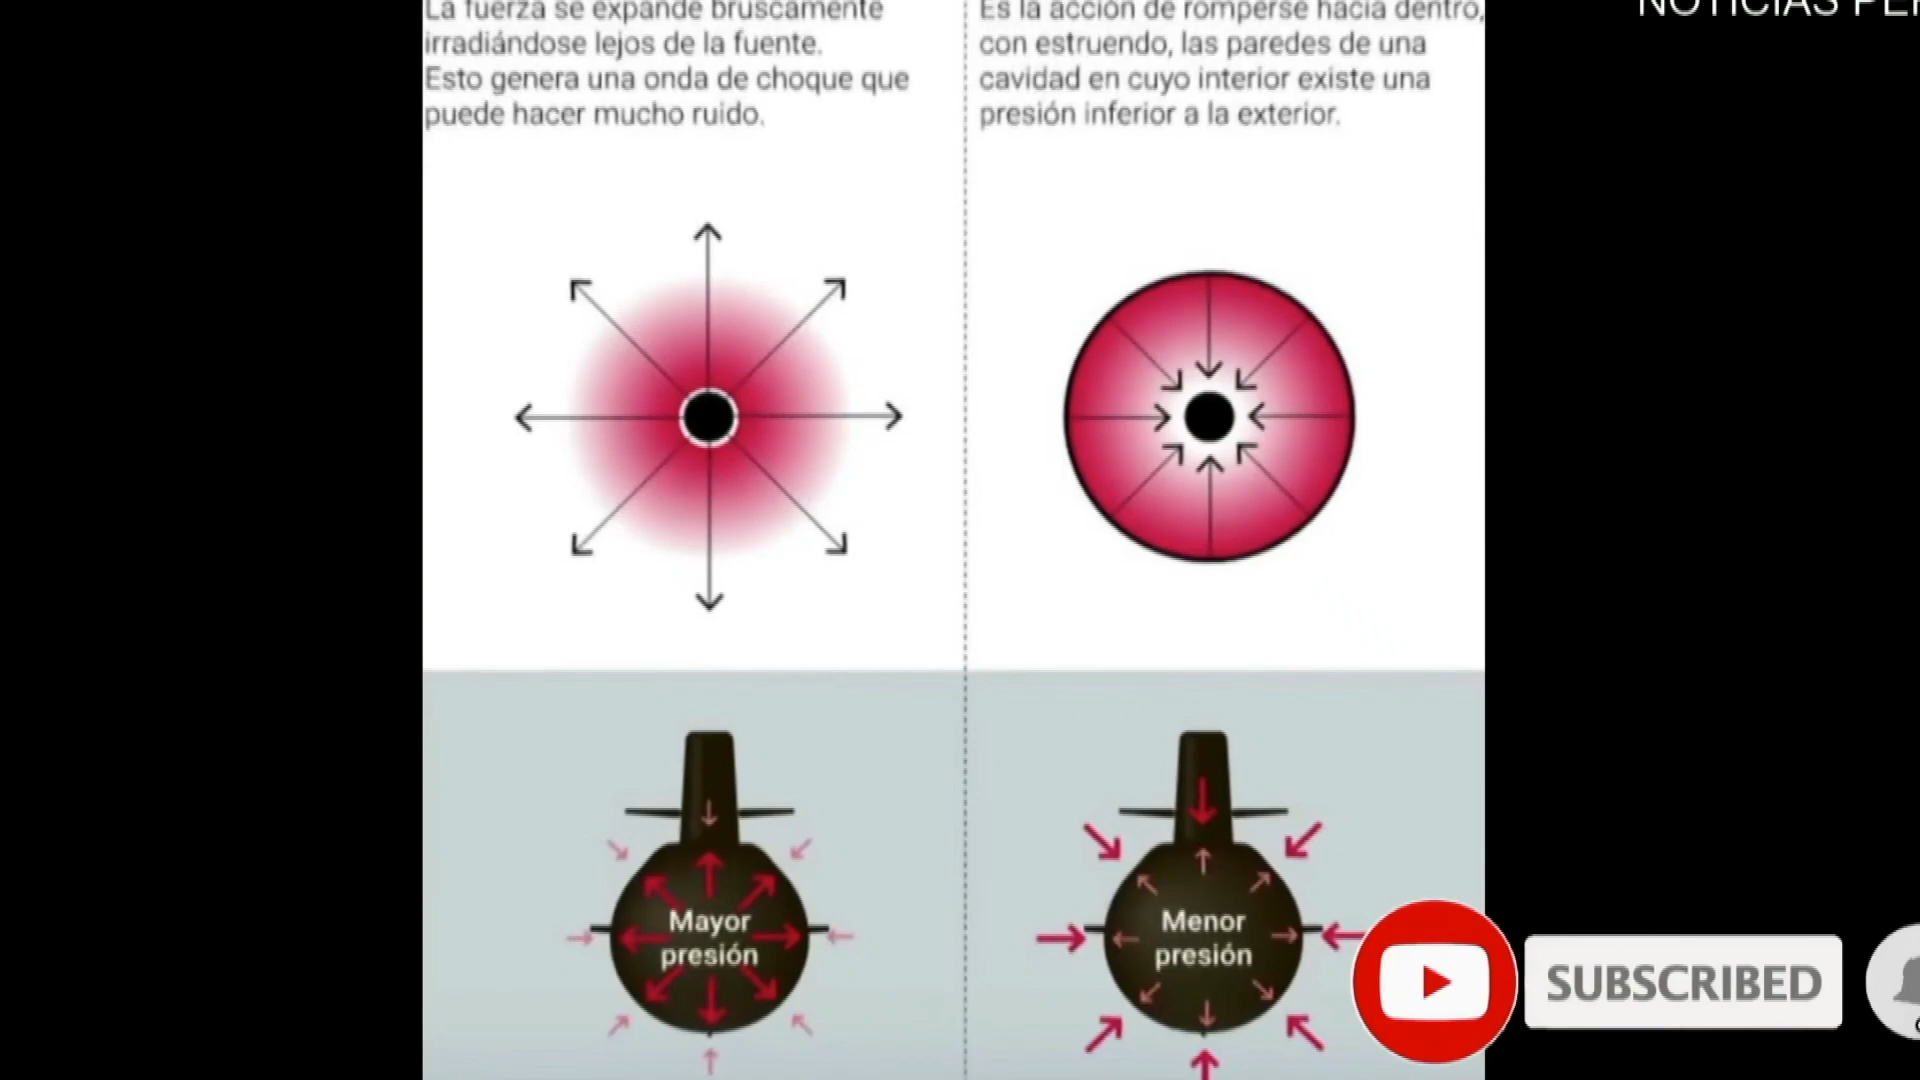 NOTICIAS PER
La fuerza se expande bruscamente
irradiándose lejos de la fuente.
Esto genera una onda de choque que
puede hacer mucho ruido.
Es la acción de romperse hacia dentro,
con estruendo, las paredes de una
cavidad en cuyo interior existe una
presión inferior a la exterior.
Mayor
presión
Menor
presión
SUBSCRIBED